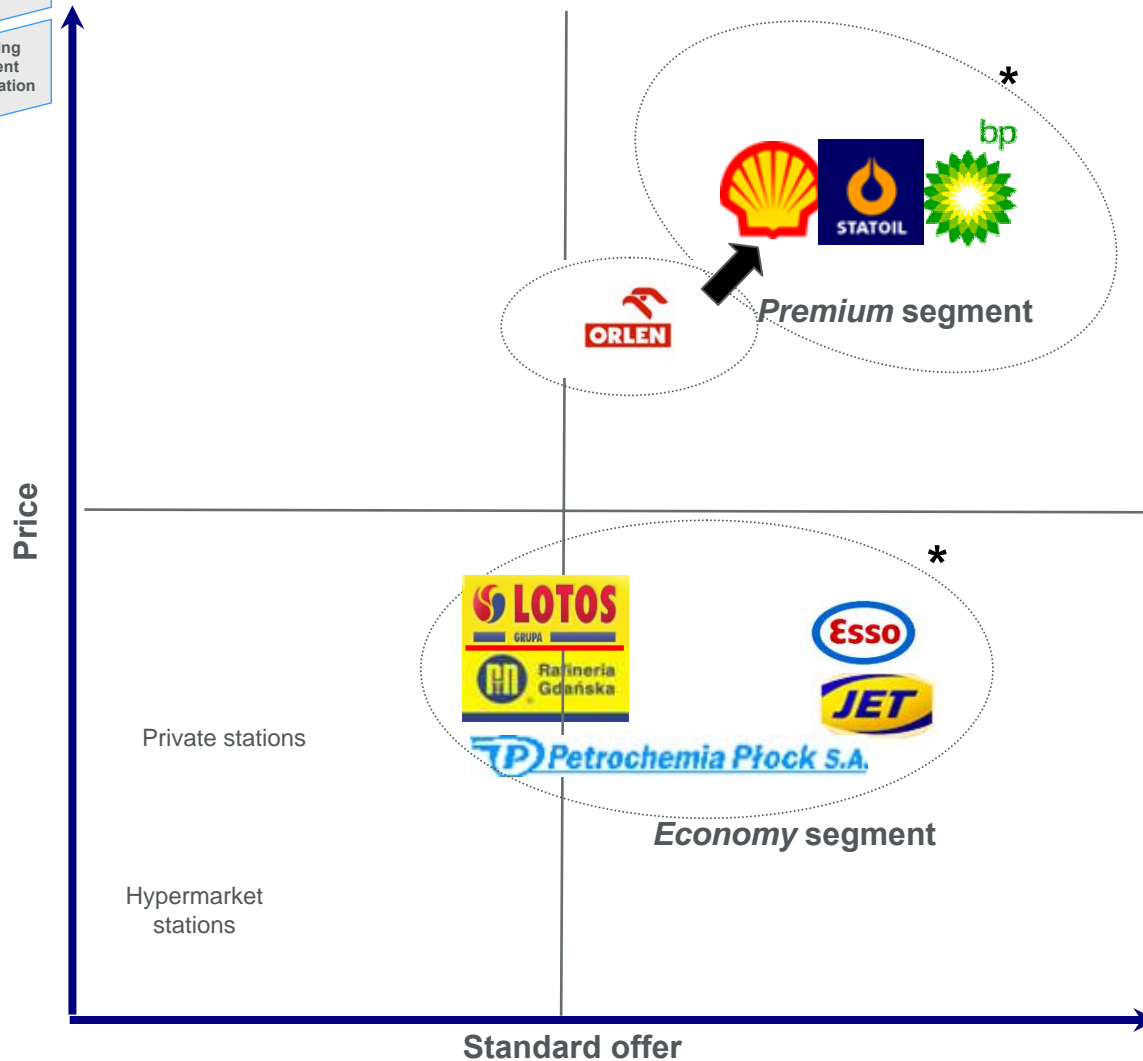 *
bp
STATOIL
Premium segment
ORLEN
Price
*
LOTOS
GRUPA
Rafineria
Gdańska
Esso
JET
Private stations
Petrochemia Płock S.A.
Economy segment
Hypermarket
stations
Standard offer